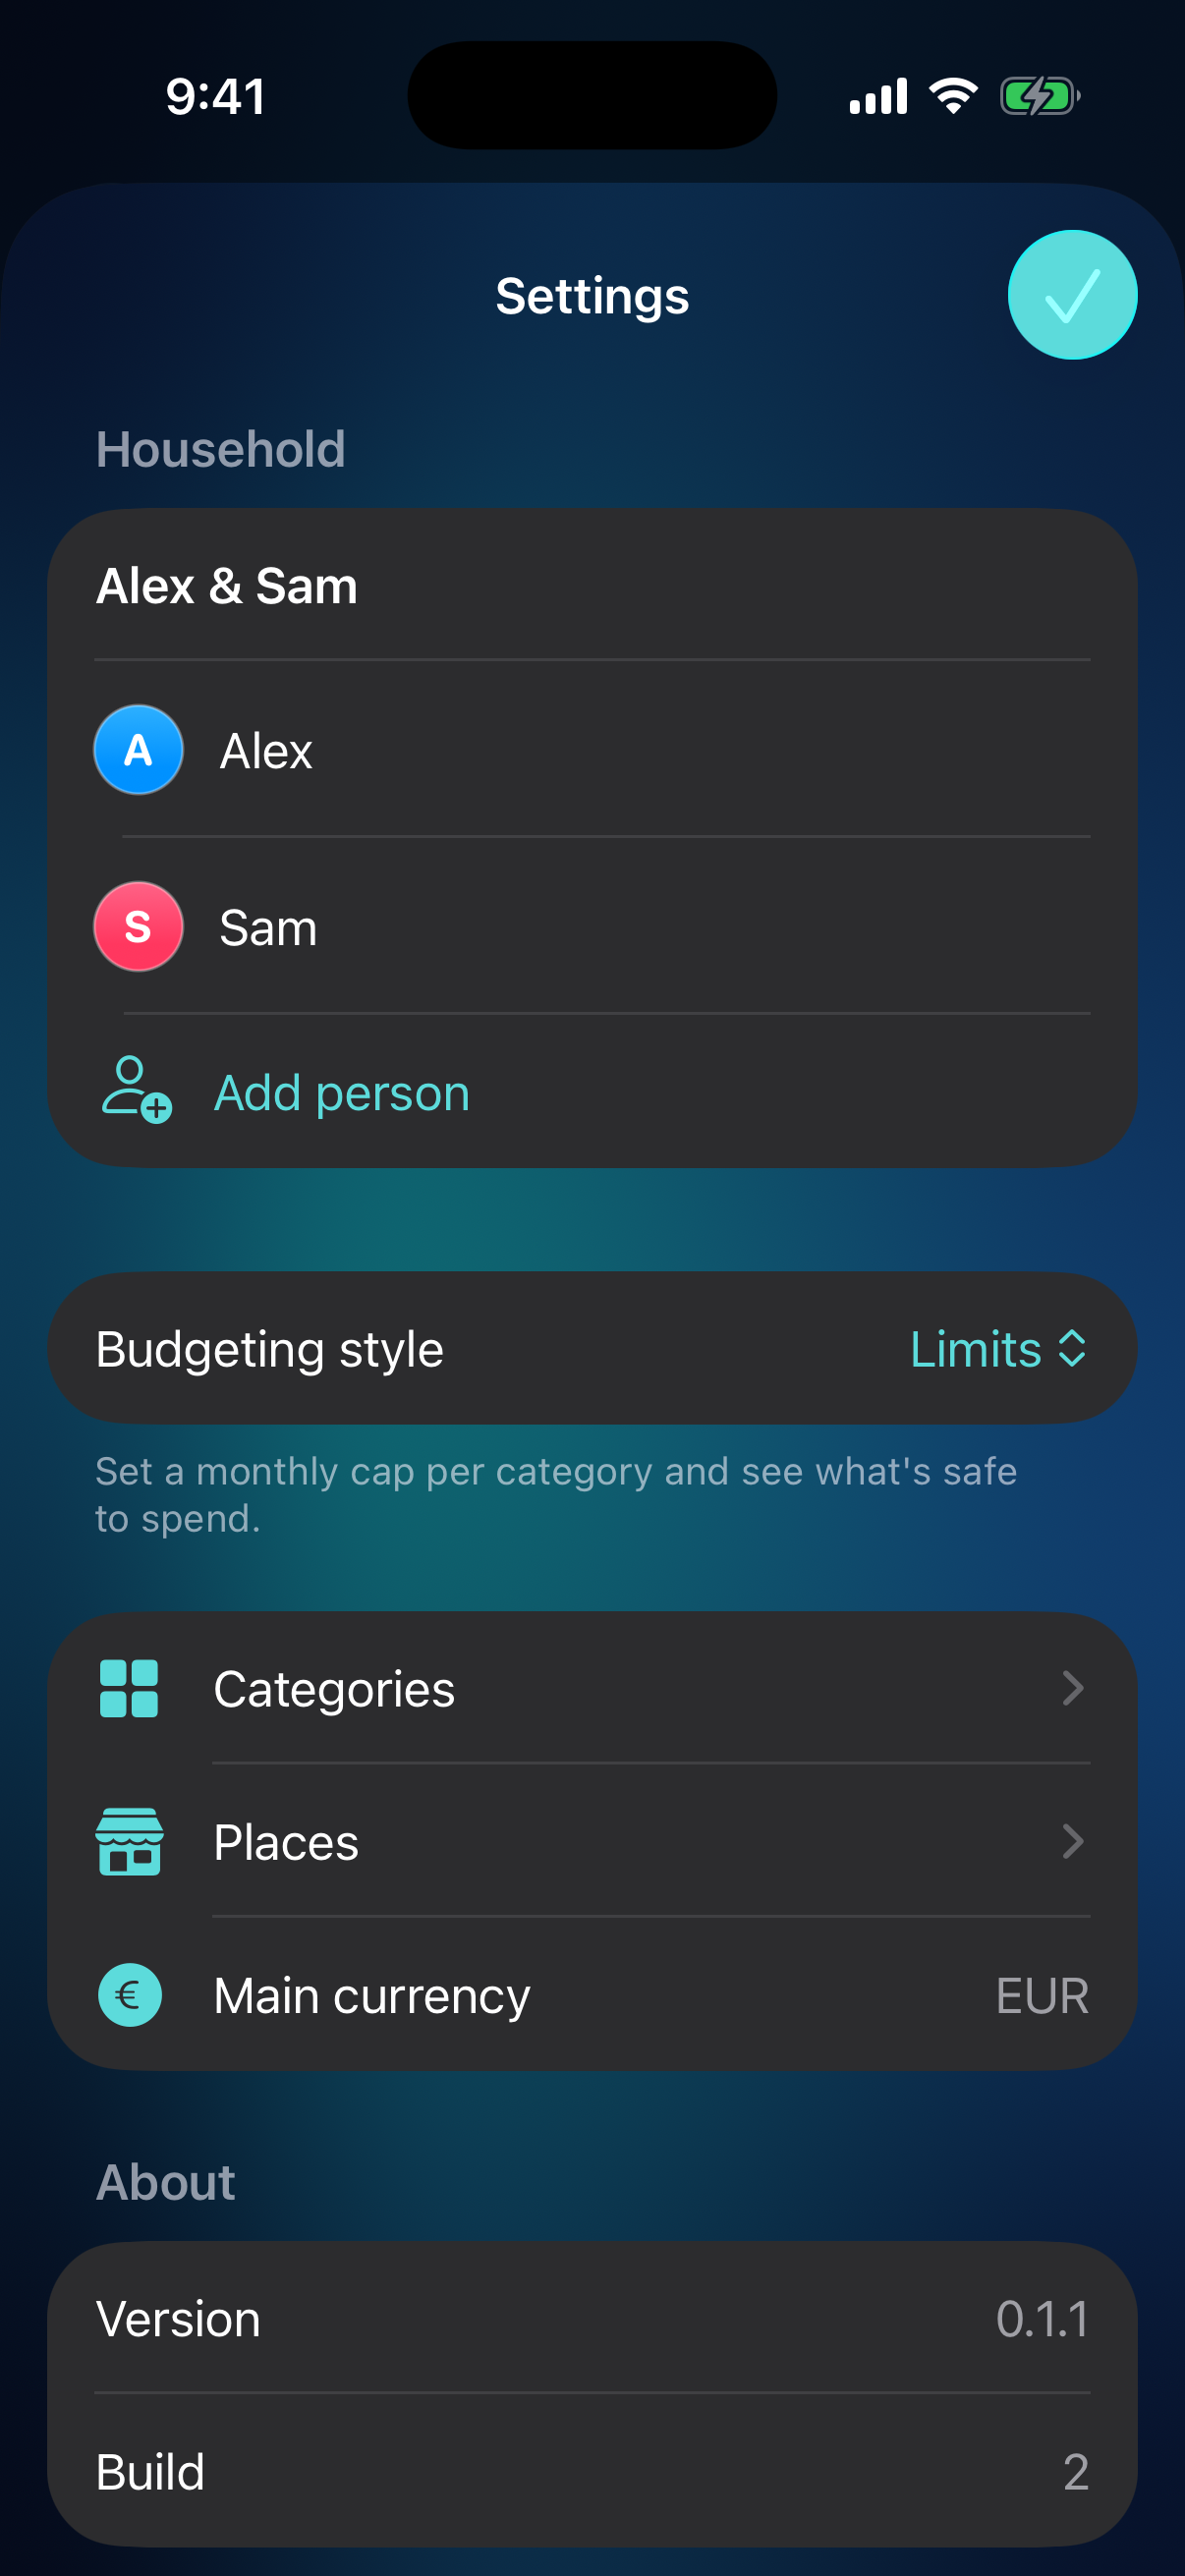 9:41
Settings
Household
Alex & Sam
A Alex
S Sam
Add person
Budgeting style Limits
Set a monthly cap per category and see what's safe
to spend.
Categories
Places
€ Main currency EUR
About
Version 0.1.1
Build 2